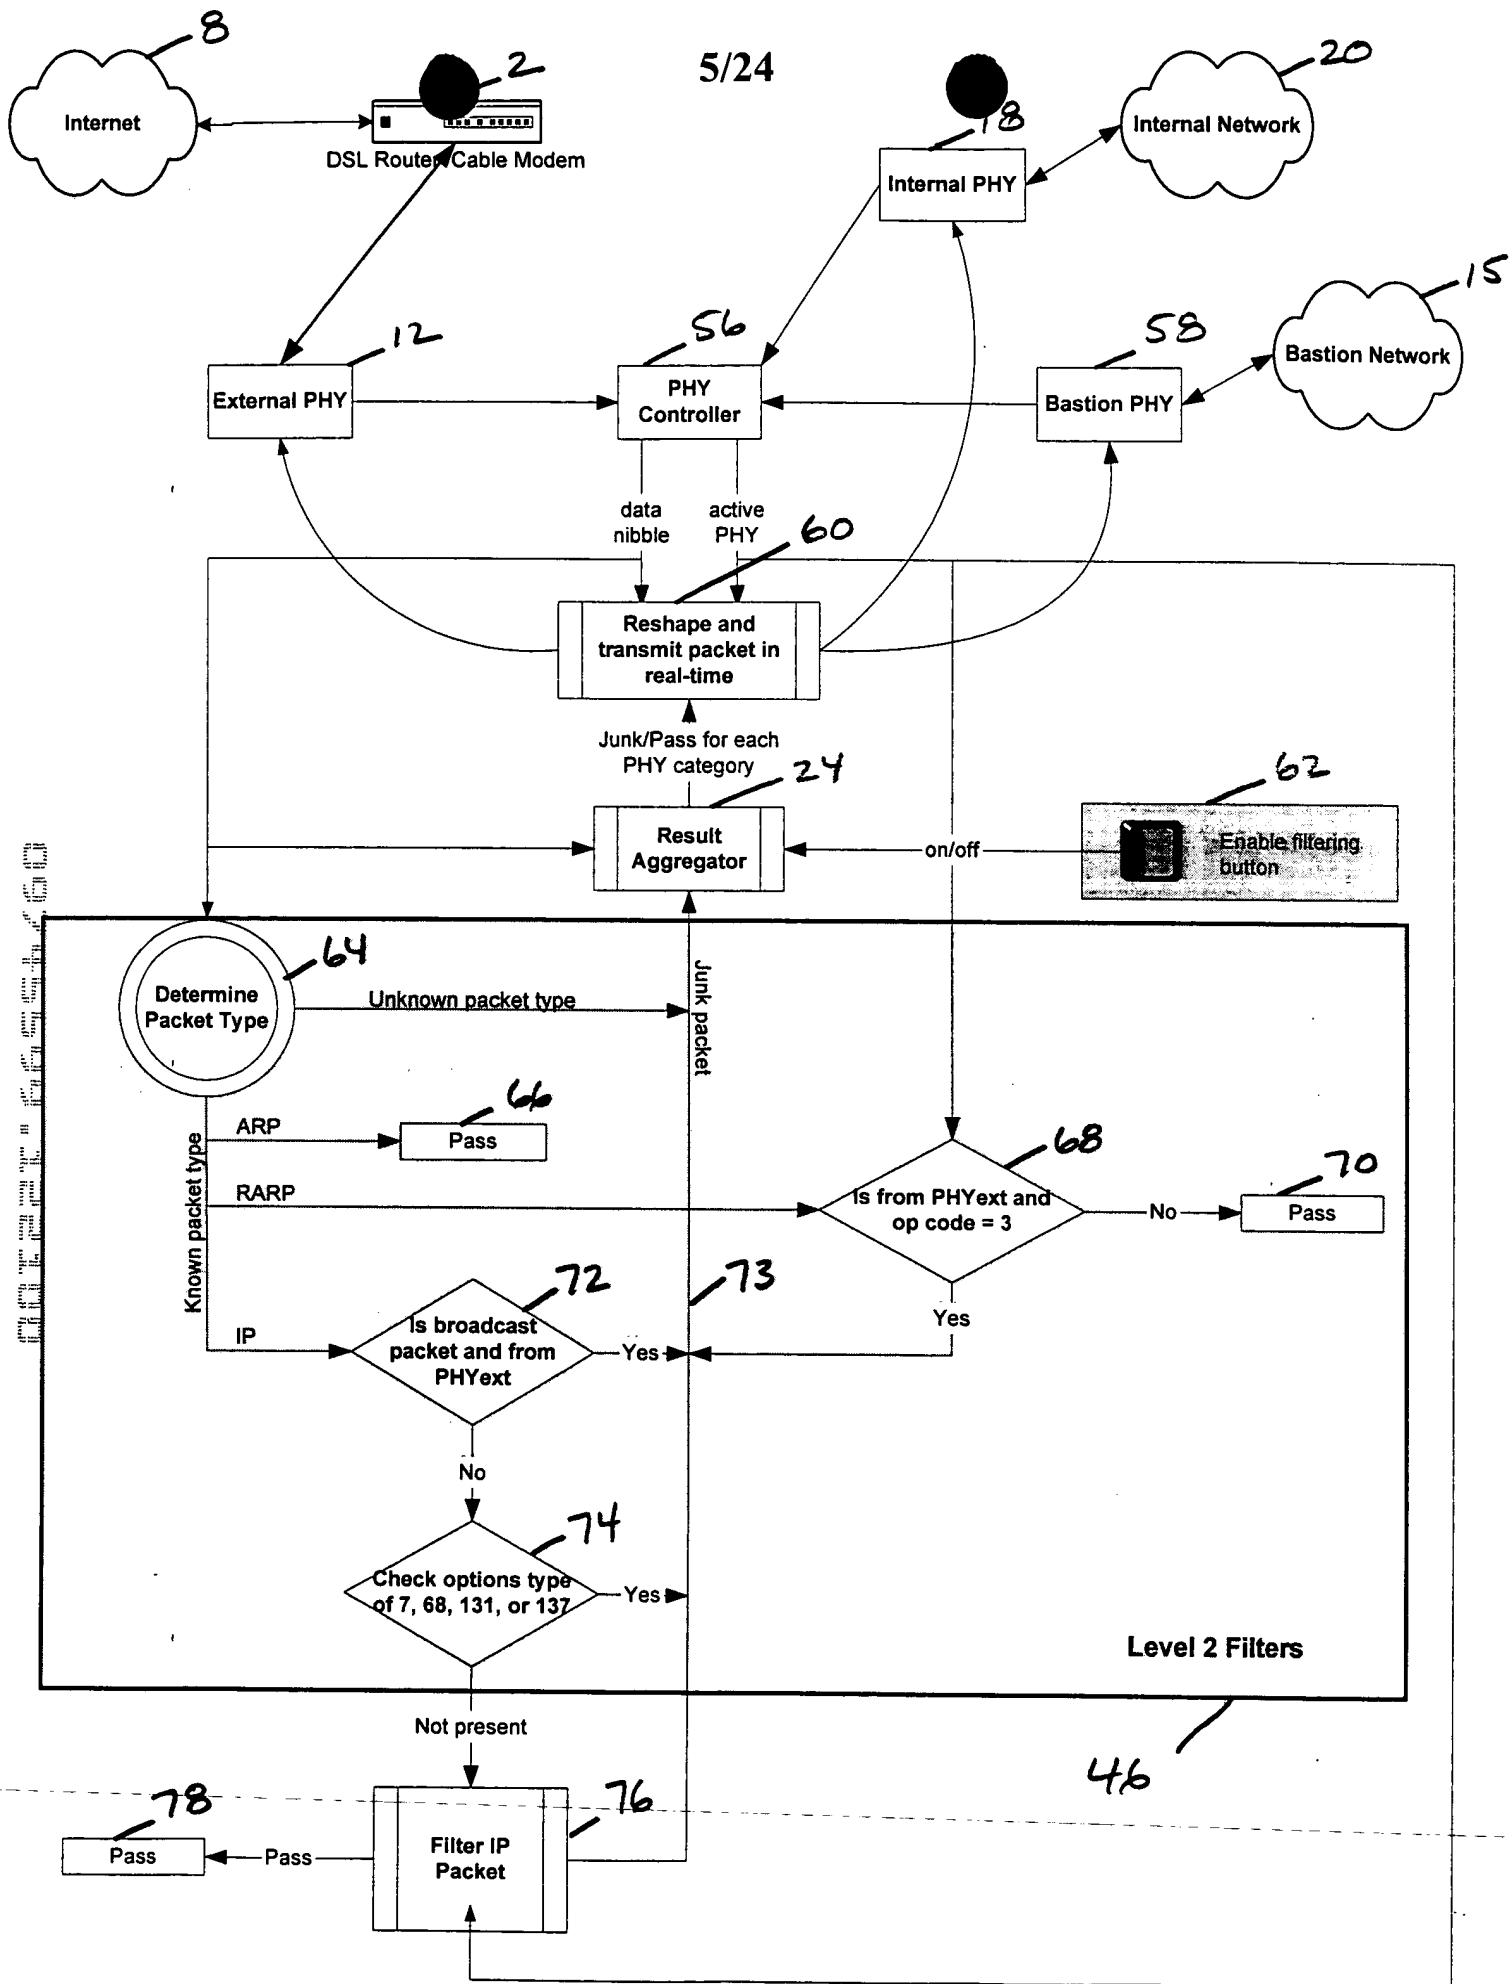 8
2
5/24
20
Internet
18
Internal Network
DSL Router/Cable Modem
Internal PHY
15
12
56
58
Bastion Network
External PHY
PHY
Controller
Bastion PHY
data
nibble
active
PHY
60
Reshape and
transmit packet in
real-time
Junk/Pass for each
PHY category
24
62
Result
Aggregator
on/off
Enable filtering
button
64
Determine
Packet Type
Unknown packet type
Junk packet
66
ARP
Pass
68
70
Known packet type
RARP
Is from PHYext and
op code = 3
No
Pass
72
73
Yes
IP
Is broadcast
packet and from
PHYext
Yes
No
74
Check options type
of 7, 68, 131, or 137
Yes
Level 2 Filters
Not present
46
78
76
Pass
Pass
Filter IP
Packet